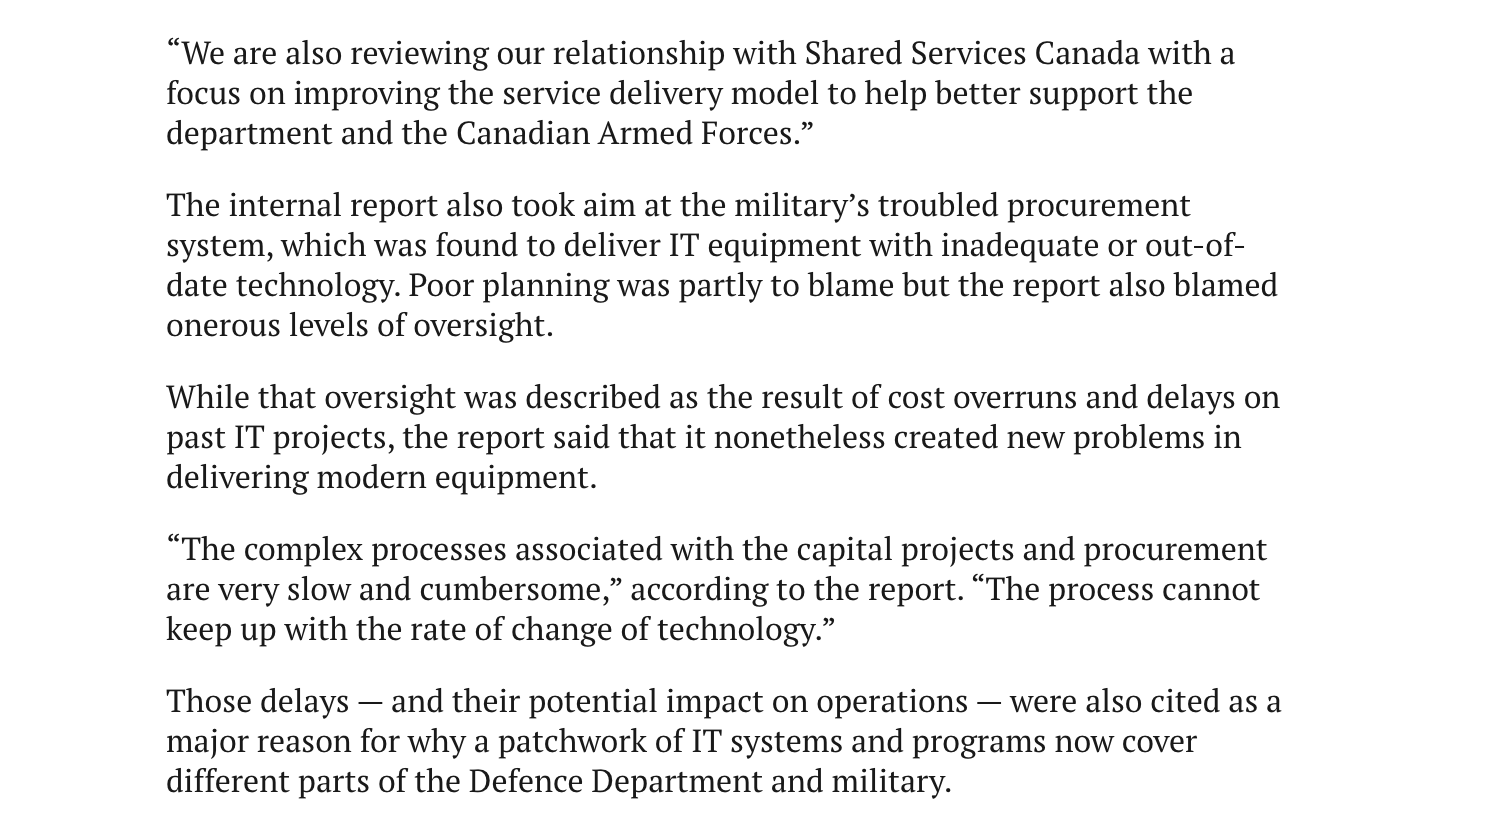 “We are also reviewing our relationship with Shared Services Canada with a
focus on improving the service delivery model to help better support the
department and the Canadian Armed Forces.”
The internal report also took aim at the military’s troubled procurement
system, which was found to deliver IT equipment with inadequate or out-of-
date technology. Poor planning was partly to blame but the report also blamed
onerous levels of oversight.
While that oversight was described as the result of cost overruns and delays on
past IT projects, the report said that it nonetheless created new problems in
delivering modern equipment.
“The complex processes associated with the capital projects and procurement
are very slow and cumbersome,” according to the report. “The process cannot
keep up with the rate of change of technology.”
Those delays — and their potential impact on operations — were also cited as a
major reason for why a patchwork of IT systems and programs now cover
different parts of the Defence Department and military.